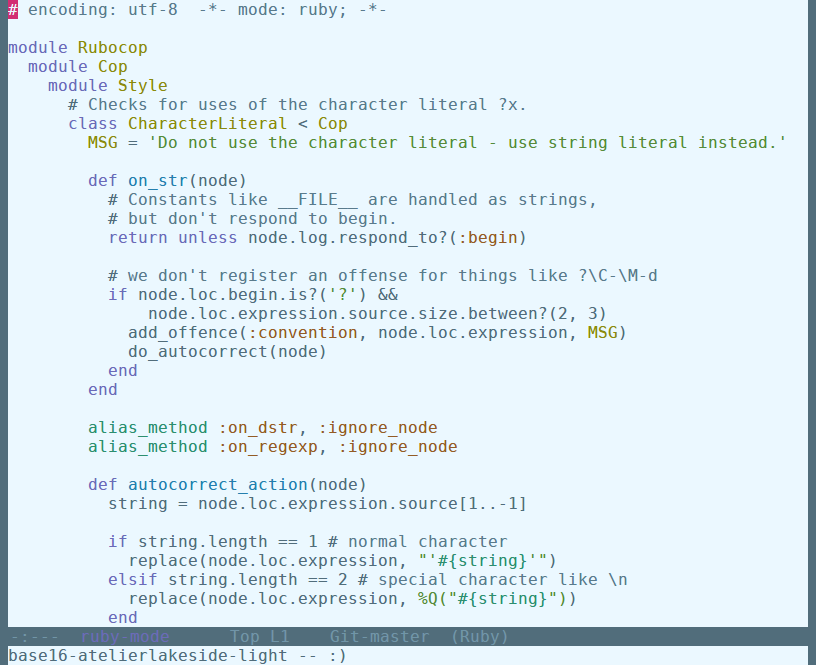 # encoding: utf-8  -*- mode: ruby; -*-

module Rubocop
  module Cop
    module Style
      # Checks for uses of the character literal ?x.
      class CharacterLiteral < Cop
        MSG = 'Do not use the character literal - use string literal instead.'

        def on_str(node)
          # Constants like __FILE__ are handled as strings,
          # but don't respond to begin.
          return unless node.log.respond_to?(:begin)

          # we don't register an offense for things like ?\C-\M-d
          if node.loc.begin.is?('?') &&
              node.loc.expression.source.size.between?(2, 3)
            add_offence(:convention, node.loc.expression, MSG)
            do_autocorrect(node)
          end
        end

        alias_method :on_dstr, :ignore_node
        alias_method :on_regexp, :ignore_node

        def autocorrect_action(node)
          string = node.loc.expression.source[1..-1]

          if string.length == 1 # normal character
            replace(node.loc.expression, "'#{string}'")
          elsif string.length == 2 # special character like \n
            replace(node.loc.expression, %Q("#{string}"))
          end
-:---  ruby-mode      Top L1    Git-master  (Ruby)
base16-atelierlakeside-light -- :)